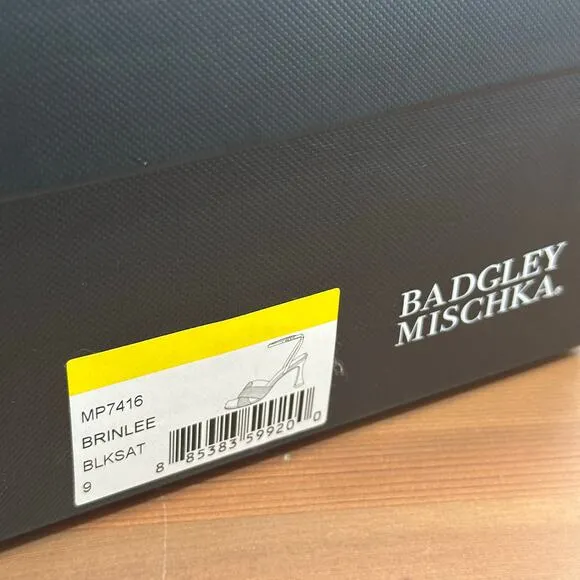 BADGLEY
MISCHKA®
MP7416
BRINLEE
BLKSAT
9
8 85383 59920 0